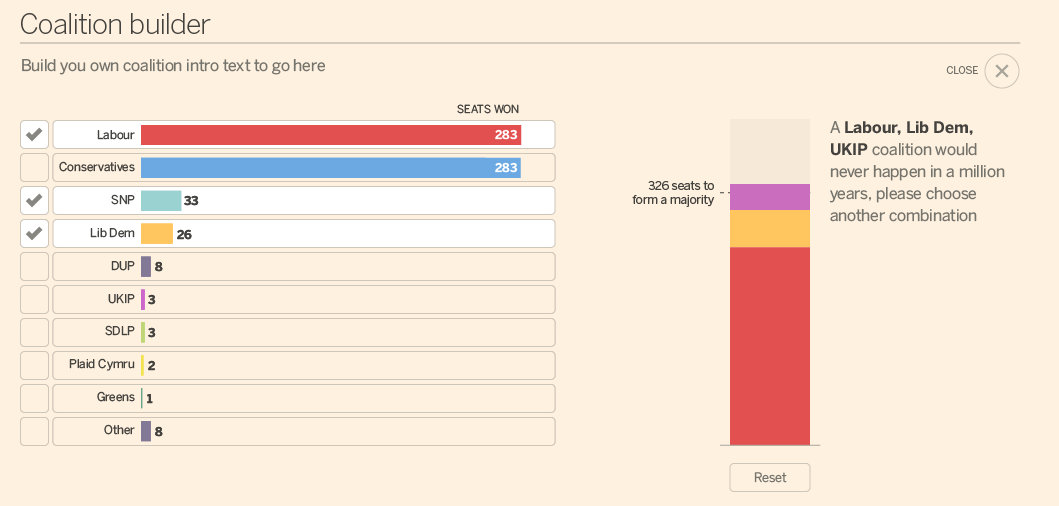 Coalition builder
Build you own coalition intro text to go here
CLOSE
SEATS WON
Labour 283
Conservatives 283
SNP 33
Lib Dem 26
DUP 8
UKIP 3
SDLP 3
Plaid Cymru 2
Greens 1
Other 8
326 seats to
form a majority
A Labour, Lib Dem,
UKIP coalition would
never happen in a million
years, please choose
another combination
Reset